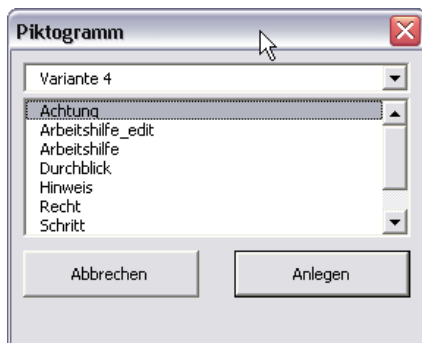 Piktogramm
Variante 4
Achtung
Arbeitshilfe_edit
Arbeitshilfe
Durchblick
Hinweis
Recht
Schritt
Abbrechen Anlegen